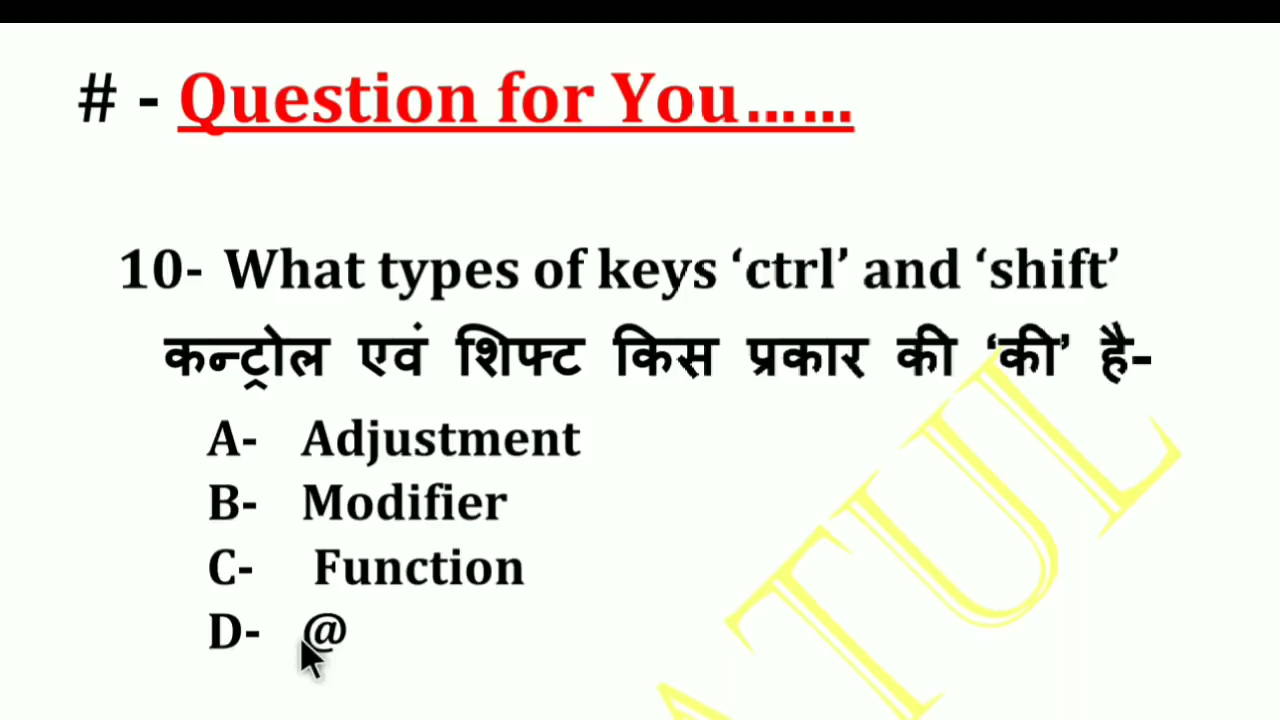 # - Question for You......
10- What types of keys ‘ctrl’ and ‘shift’
कन्ट्रोल एवं शिफ्ट किस प्रकार की ‘की’ है-
A- Adjustment
B- Modifier
C- Function
D- @
ATUL